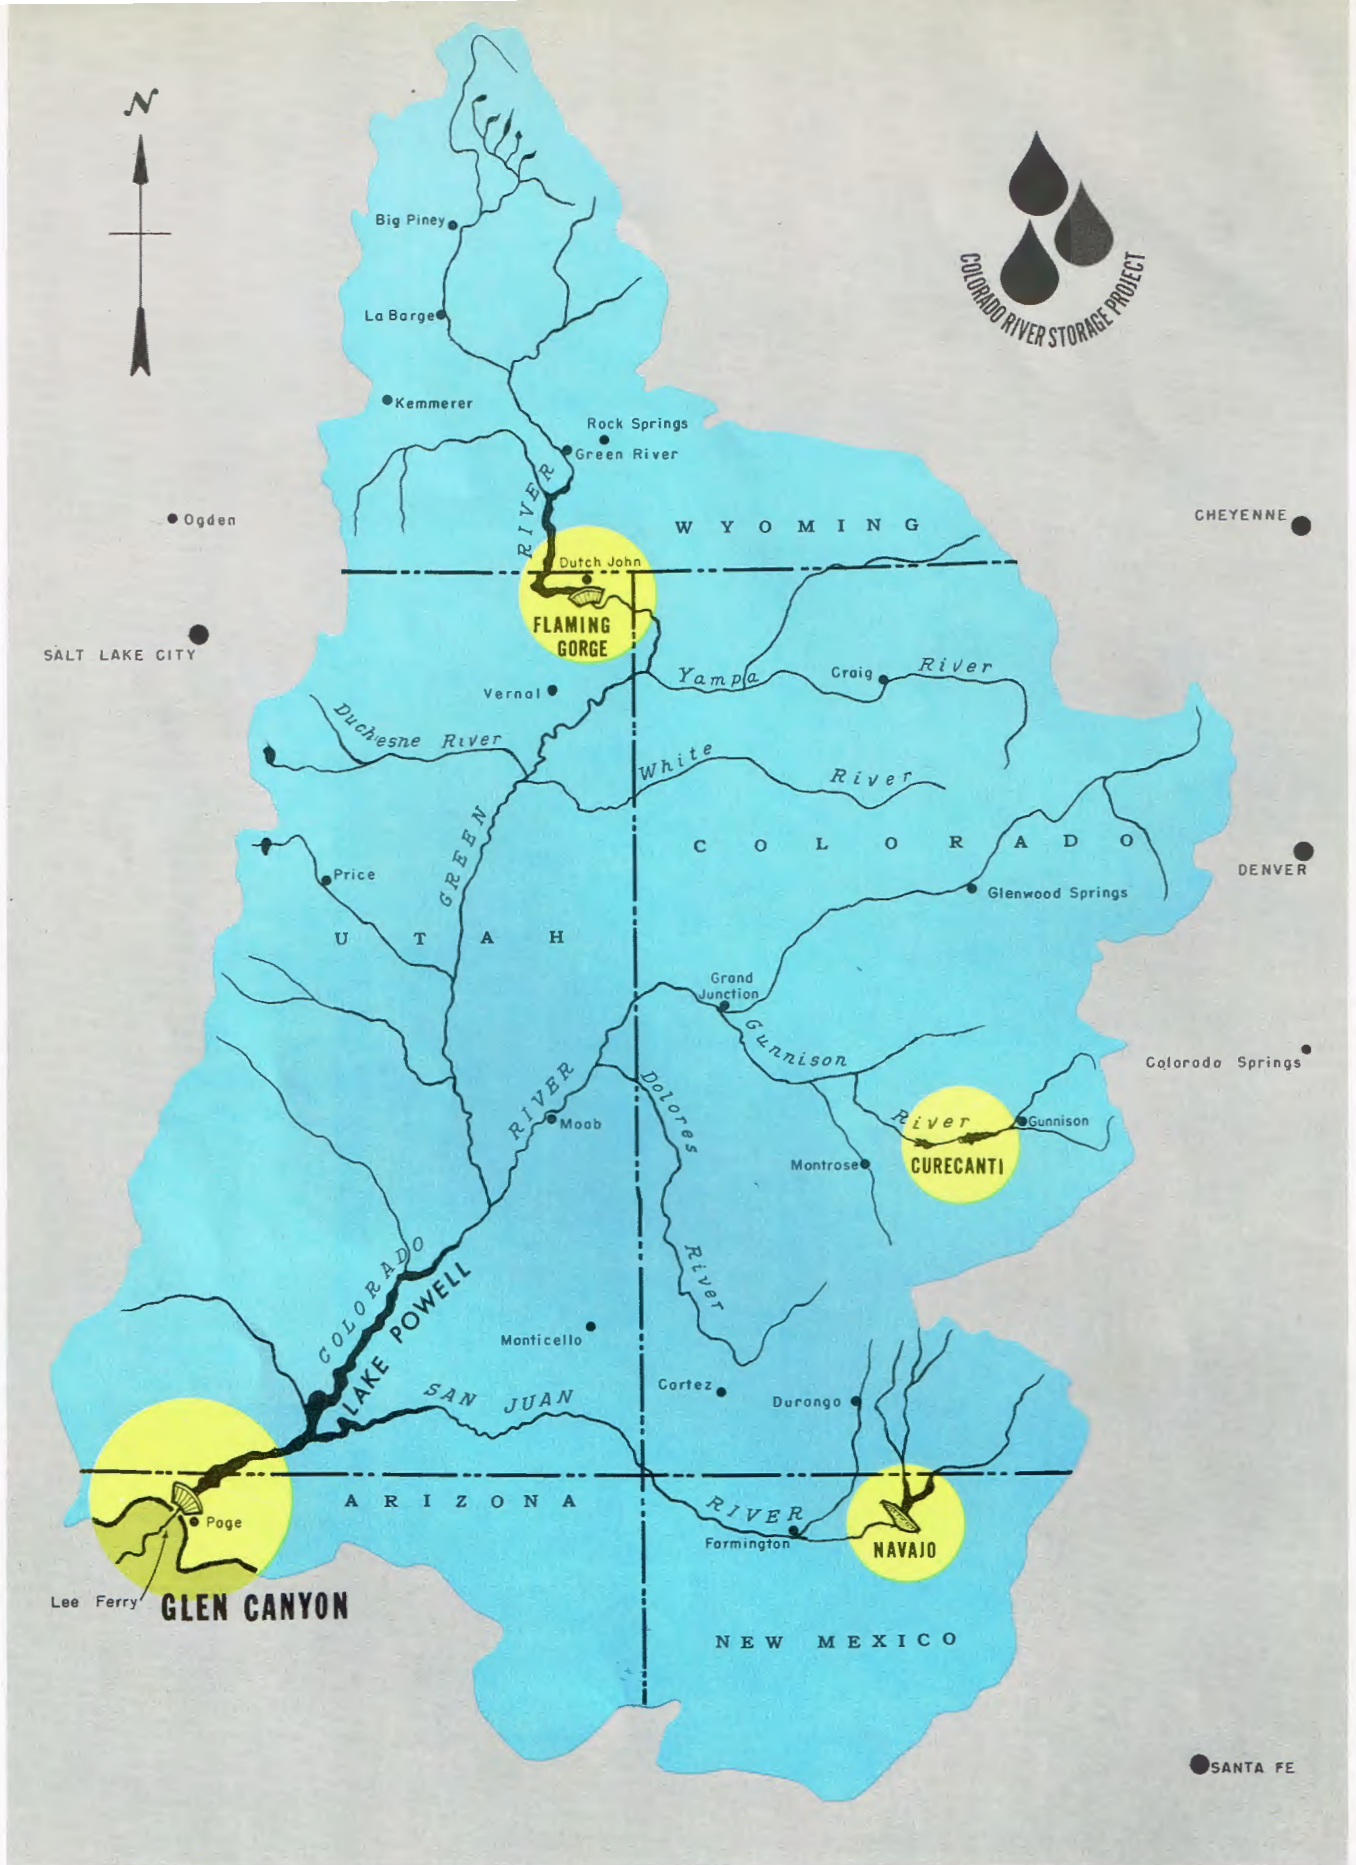 N
COLORADO RIVER STORAGE PROJECT
Big Piney
La Barge
Kemmerer
Rock Springs
Green River
RIVER
Ogden
WYOMING
CHEYENNE
Dutch John
FLAMING
GORGE
SALT LAKE CITY
Vernal
Yampa River
Craig
Duchesne River
White River
GREEN
COLORADO
DENVER
Price
Glenwood Springs
UTAH
Grand
Junction
Gunnison River
Colorado Springs
RIVER
Moab
Dolores River
Gunnison
CURECANTI
Montrose
COLORADO
LAKE POWELL
Monticello
SAN JUAN
Cortez
Durango
ARIZONA
RIVER
Page
Farmington
NAVAJO
Lee Ferry
GLEN CANYON
NEW MEXICO
SANTA FE